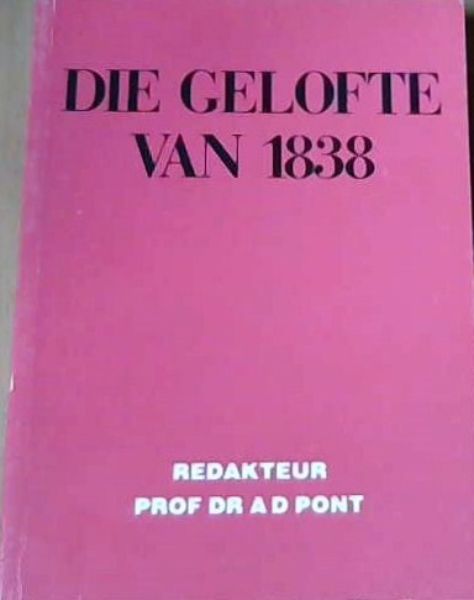 DIE GELOFTE
VAN 1838
REDAKTEUR
PROF DR A D PONT